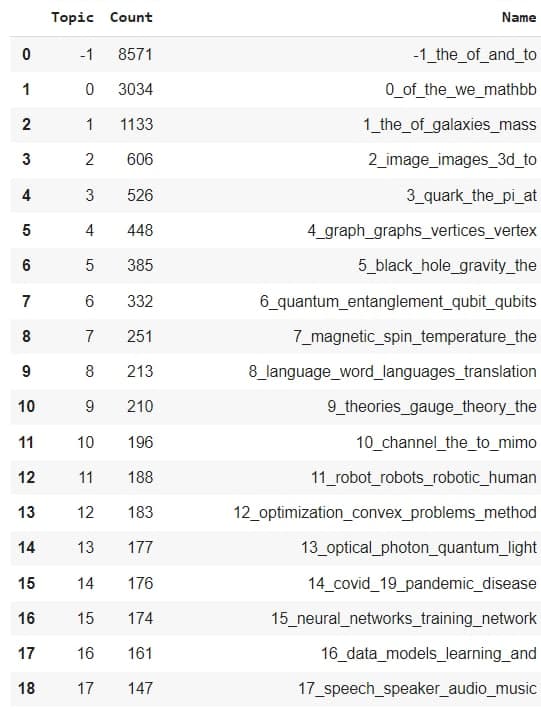 Topic Count Name
0 -1 8571 -1_the_of_and_to
1 0 3034 0_of_the_we_mathbb
2 1 1133 1_the_of_galaxies_mass
3 2 606 2_image_images_3d_to
4 3 526 3_quark_the_pi_at
5 4 448 4_graph_graphs_vertices_vertex
6 5 385 5_black_hole_gravity_the
7 6 332 6_quantum_entanglement_qubit_qubits
8 7 251 7_magnetic_spin_temperature_the
9 8 213 8_language_word_languages_translation
10 9 210 9_theories_gauge_theory_the
11 10 196 10_channel_the_to_mimo
12 11 188 11_robot_robots_robotic_human
13 12 183 12_optimization_convex_problems_method
14 13 177 13_optical_photon_quantum_light
15 14 176 14_covid_19_pandemic_disease
16 15 174 15_neural_networks_training_network
17 16 161 16_data_models_learning_and
18 17 147 17_speech_speaker_audio_music